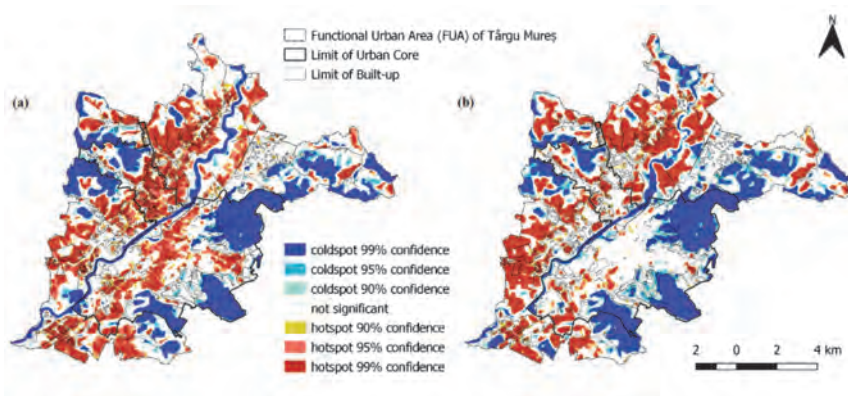 Functional Urban Area (FUA) of Târgu Mureș
Limit of Urban Core
Limit of Built-up
N
(a)
(b)
coldspot 99% confidence
coldspot 95% confidence
coldspot 90% confidence
not significant
hotspot 90% confidence
hotspot 95% confidence
hotspot 99% confidence
2 0 2 4 km